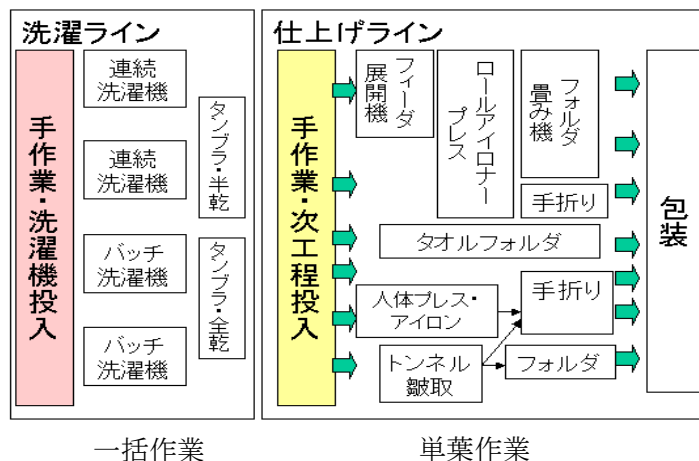 洗濯ライン
手作業・洗濯機投入
連続
洗濯機
連続
洗濯機
バッチ
洗濯機
バッチ
洗濯機
タンブラ・半乾
タンブラ・全乾
一括作業
仕上げライン
手作業・次工程投入
フィーダ
展開機
ロールアイロナー
プレス
フォルダ
畳み機
手折り
タオルフォルダ
人体プレス・
アイロン
手折り
トンネル
皺取
フォルダ
包装
単葉作業